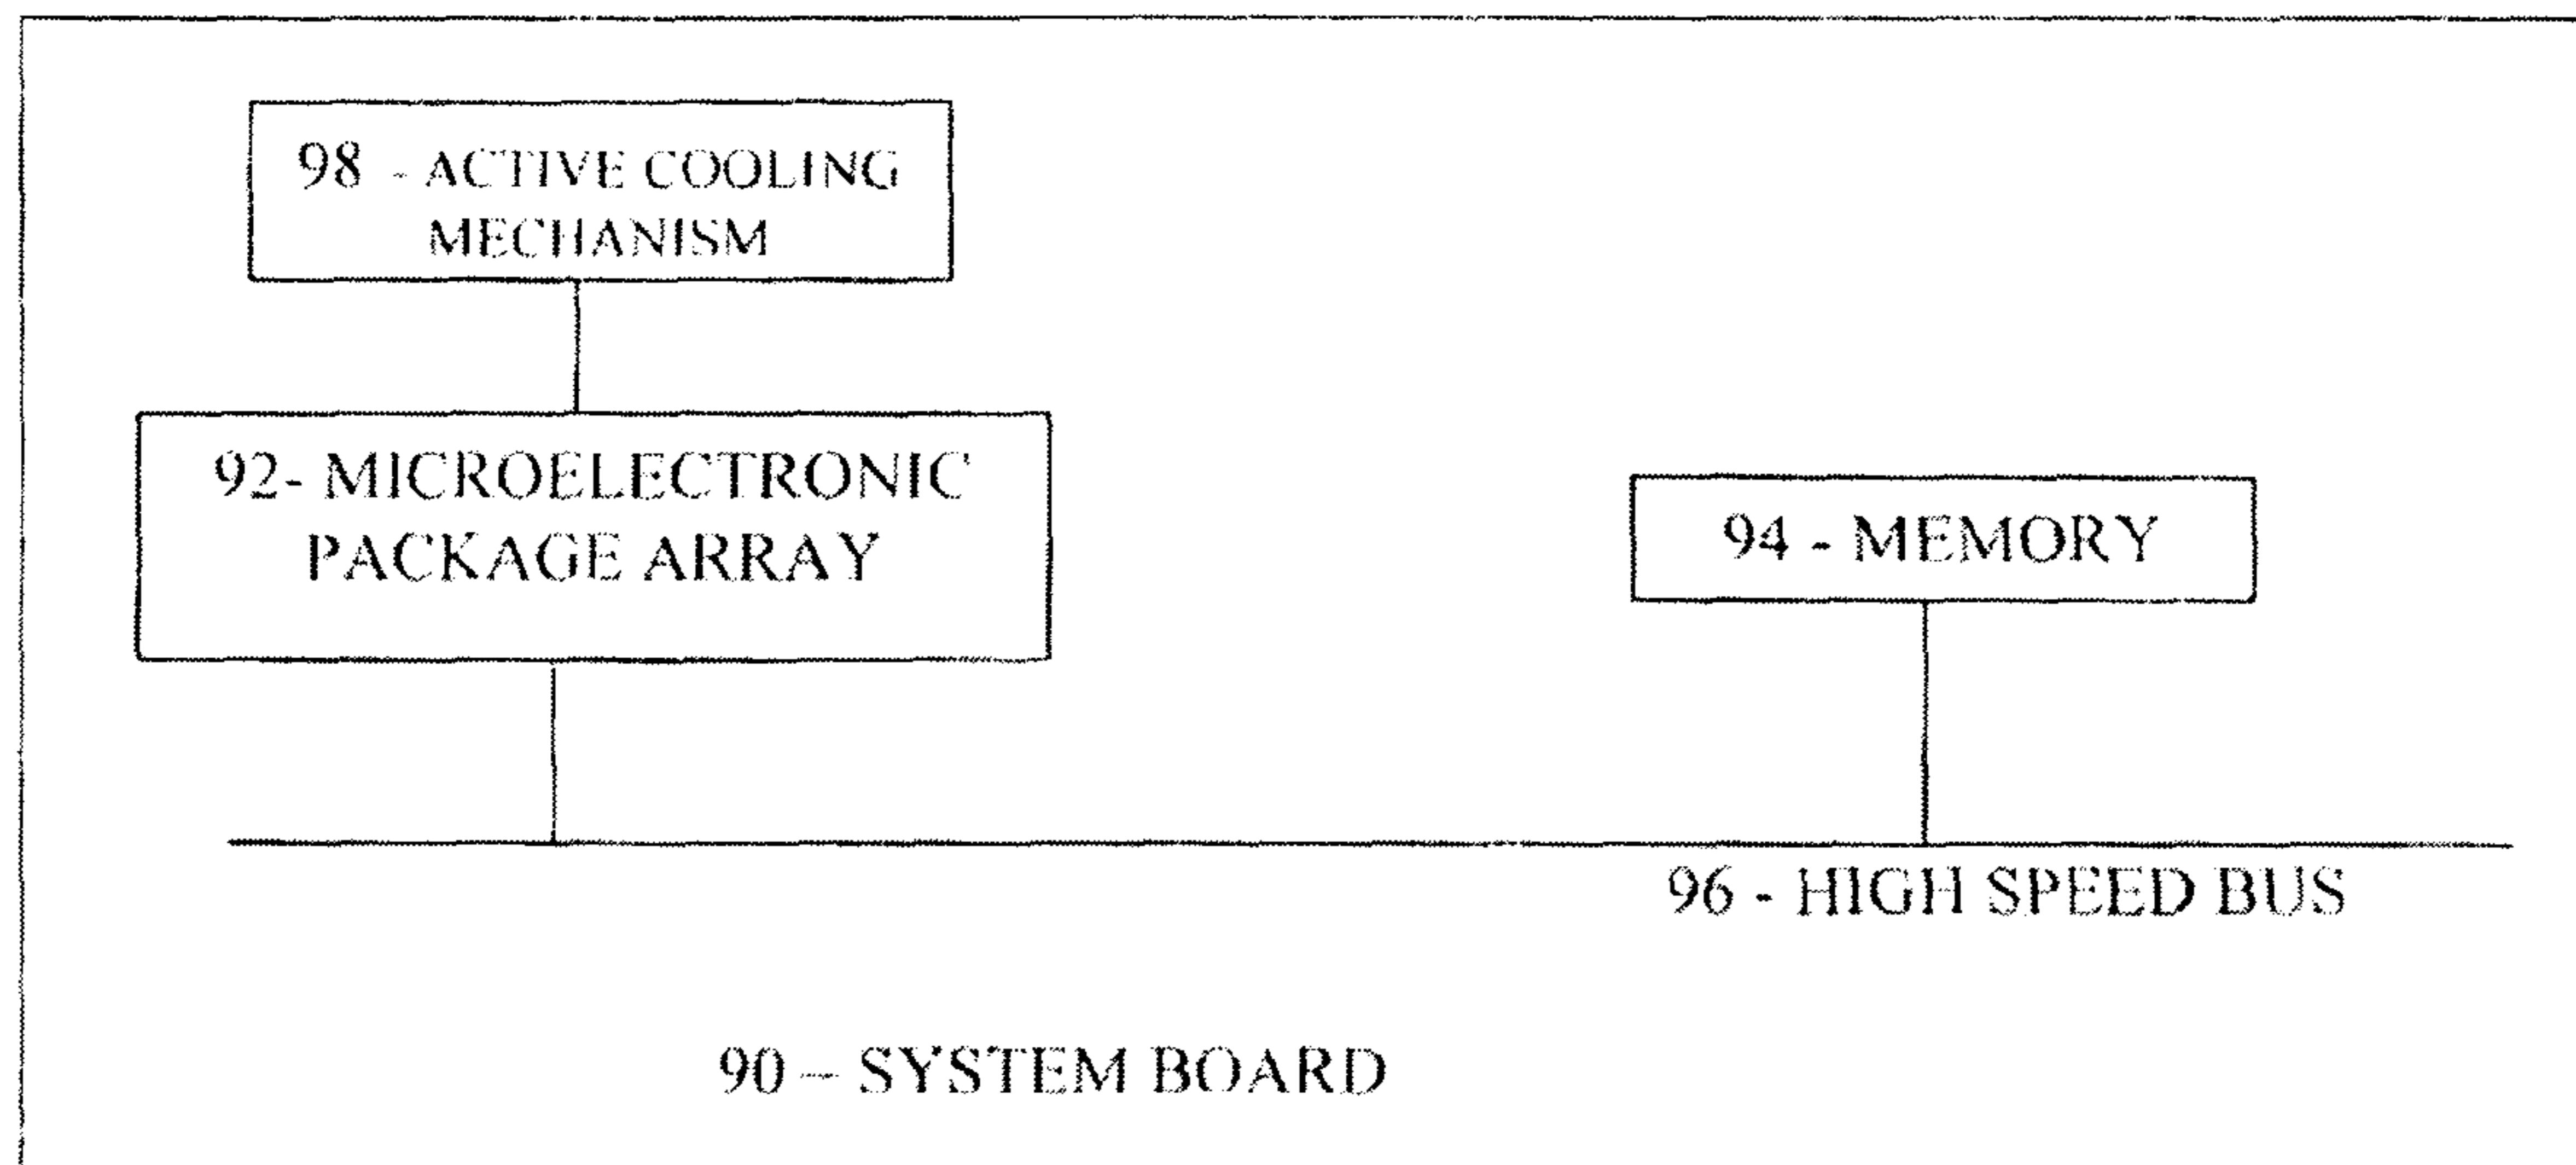 98 - ACTIVE COOLING
MECHANISM
92- MICROELECTRONIC
PACKAGE ARRAY
94 - MEMORY
96 - HIGH SPEED BUS
90 – SYSTEM BOARD